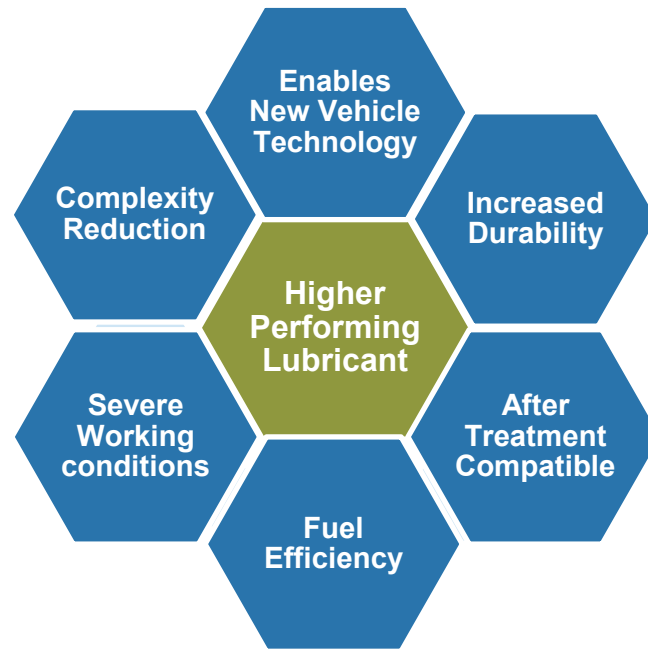 Enables
New Vehicle
Technology
Complexity
Reduction
Increased
Durability
Higher
Performing
Lubricant
Severe
Working
conditions
After
Treatment
Compatible
Fuel
Efficiency